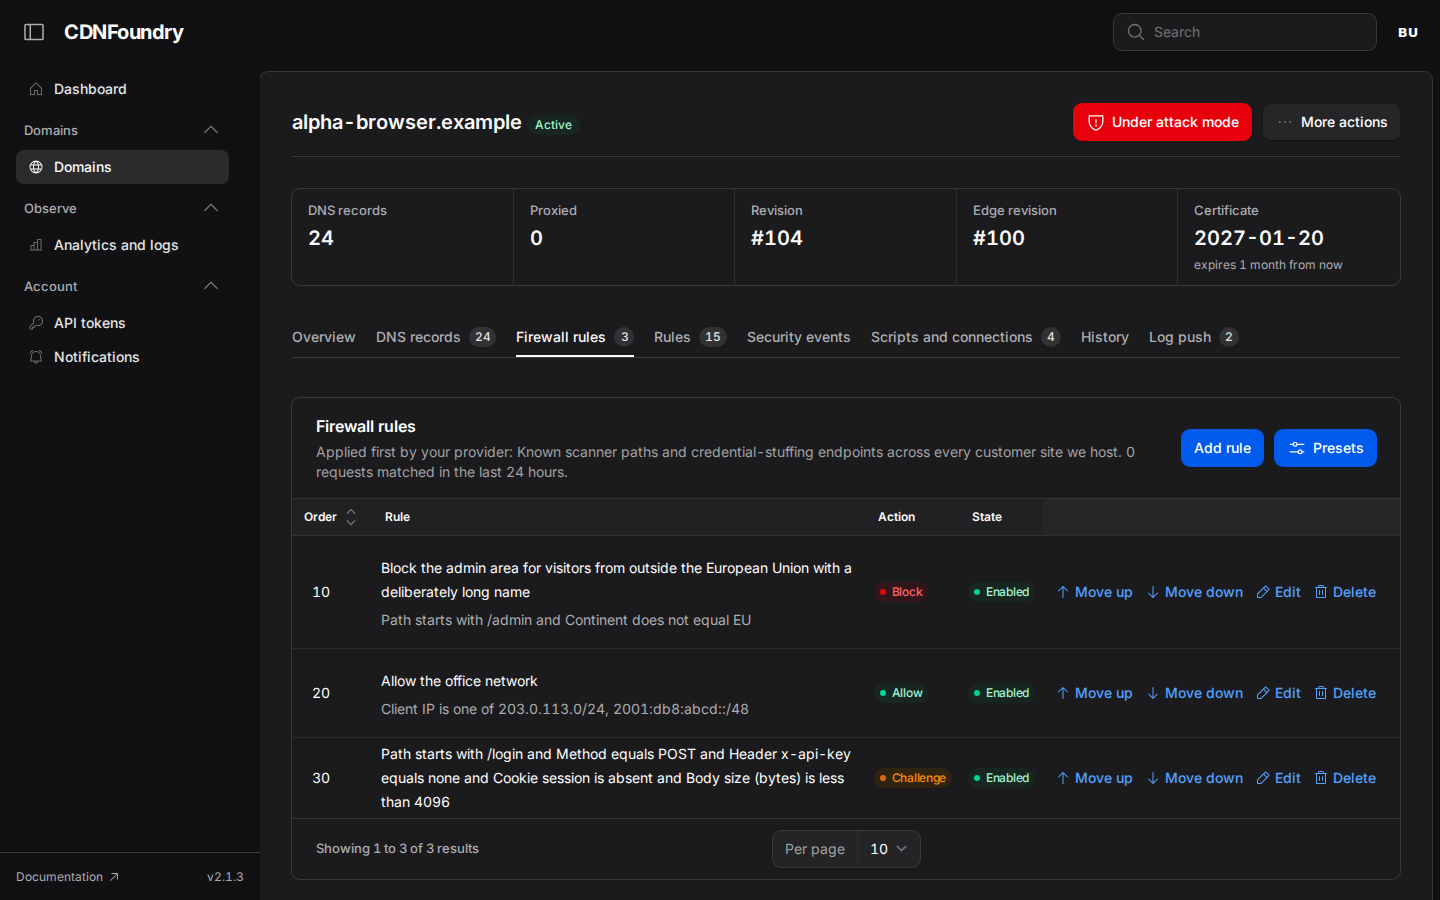 CDNFoundry
Search
BU
Dashboard
Domains
Domains
Observe
Analytics and logs
Account
API tokens
Notifications
Documentation
v2.1.3
alpha-browser.example
Active
Under attack mode
··· More actions
DNS records
24
Proxied
0
Revision
#104
Edge revision
#100
Certificate
2027-01-20
expires 1 month from now
Overview
DNS records 24
Firewall rules 3
Rules 15
Security events
Scripts and connections 4
History
Log push 2
Firewall rules
Applied first by your provider: Known scanner paths and credential-stuffing endpoints across every customer site we host. 0
requests matched in the last 24 hours.
Add rule
Presets
Order Rule Action State
10
Block the admin area for visitors from outside the European Union with a
deliberately long name
Path starts with /admin and Continent does not equal EU
Block Enabled Move up Move down Edit Delete
20
Allow the office network
Client IP is one of 203.0.113.0/24, 2001:db8:abcd::/48
Allow Enabled Move up Move down Edit Delete
30
Path starts with /login and Method equals POST and Header x-api-key
equals none and Cookie session is absent and Body size (bytes) is less
than 4096
Challenge Enabled Move up Move down Edit Delete
Showing 1 to 3 of 3 results
Per page 10